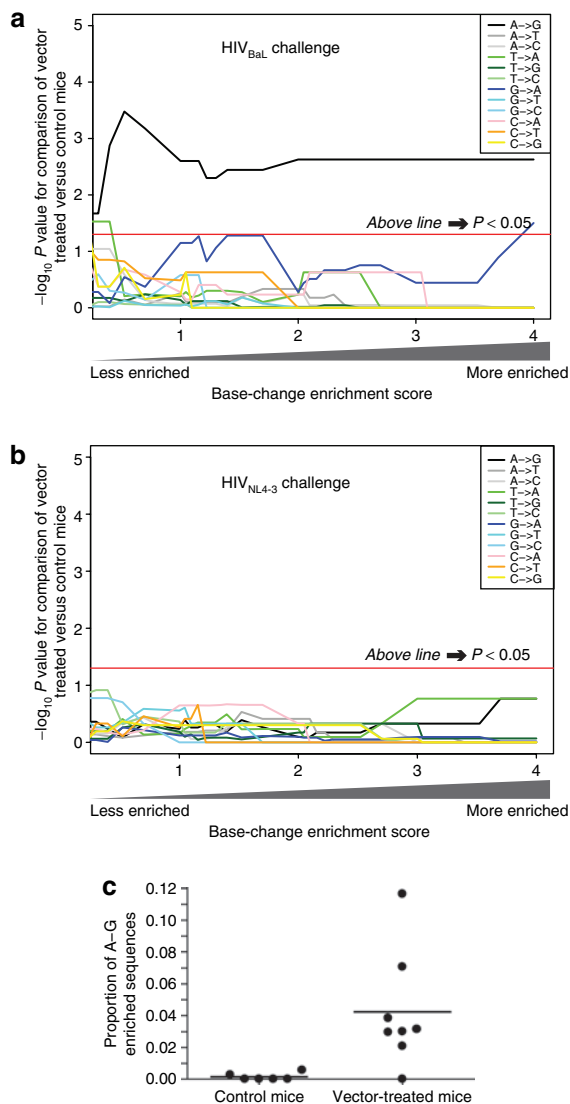 a
HIVBaL challenge
A–>G
A–>T
A–>C
T–>A
T–>G
T–>C
G–>A
G–>T
G–>C
C–>A
C–>T
C–>G
Above line ➔ P < 0.05
5
4
3
2
1
0
–log10 P value for comparison of vector
treated versus control mice
1
2
3
4
Less enriched
More enriched
Base-change enrichment score
b
HIVNL4-3 challenge
A–>G
A–>T
A–>C
T–>A
T–>G
T–>C
G–>A
G–>T
G–>C
C–>A
C–>T
C–>G
Above line ➔ P < 0.05
5
4
3
2
1
0
–log10 P value for comparison of vector
treated versus control mice
1
2
3
4
Less enriched
More enriched
Base-change enrichment score
c
0.12
0.10
0.08
0.06
0.04
0.02
0.00
Proportion of A–G
enriched sequences
Control mice
Vector-treated mice